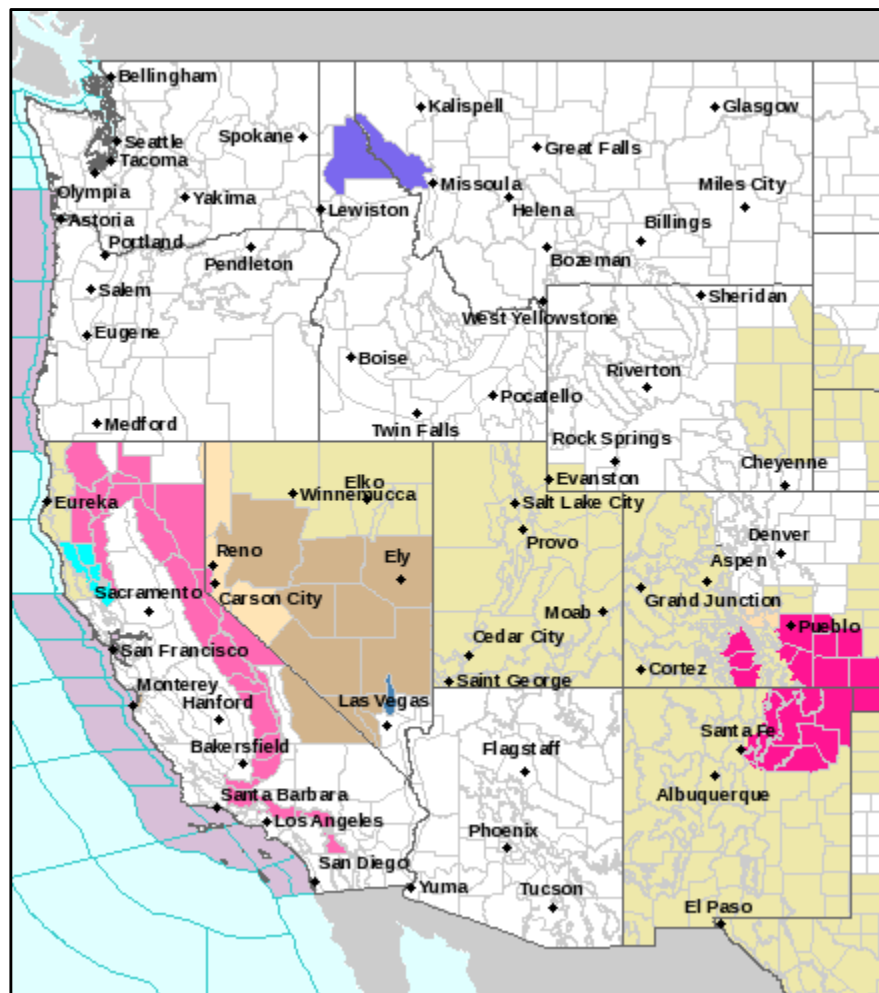 Bellingham
Kalispell
Glasgow
Seattle
Spokane
Great Falls
Tacoma
Olympia
Missoula
Miles City
Yakima
Lewiston
Helena
Astoria
Billings
Portland
Pendleton
Bozeman
Salem
Sheridan
West Yellowstone
Eugene
Boise
Riverton
Pocatello
Medford
Twin Falls
Rock Springs
Cheyenne
Elko
Evanston
Eureka
Winnemucca
Salt Lake City
Provo
Denver
Reno
Ely
Aspen
Sacramento
Carson City
Grand Junction
Moab
Pueblo
San Francisco
Cedar City
Cortez
Saint George
Monterey
Hanford
Las Vegas
Santa Fe
Bakersfield
Flagstaff
Albuquerque
Santa Barbara
Los Angeles
Phoenix
San Diego
Yuma
Tucson
El Paso